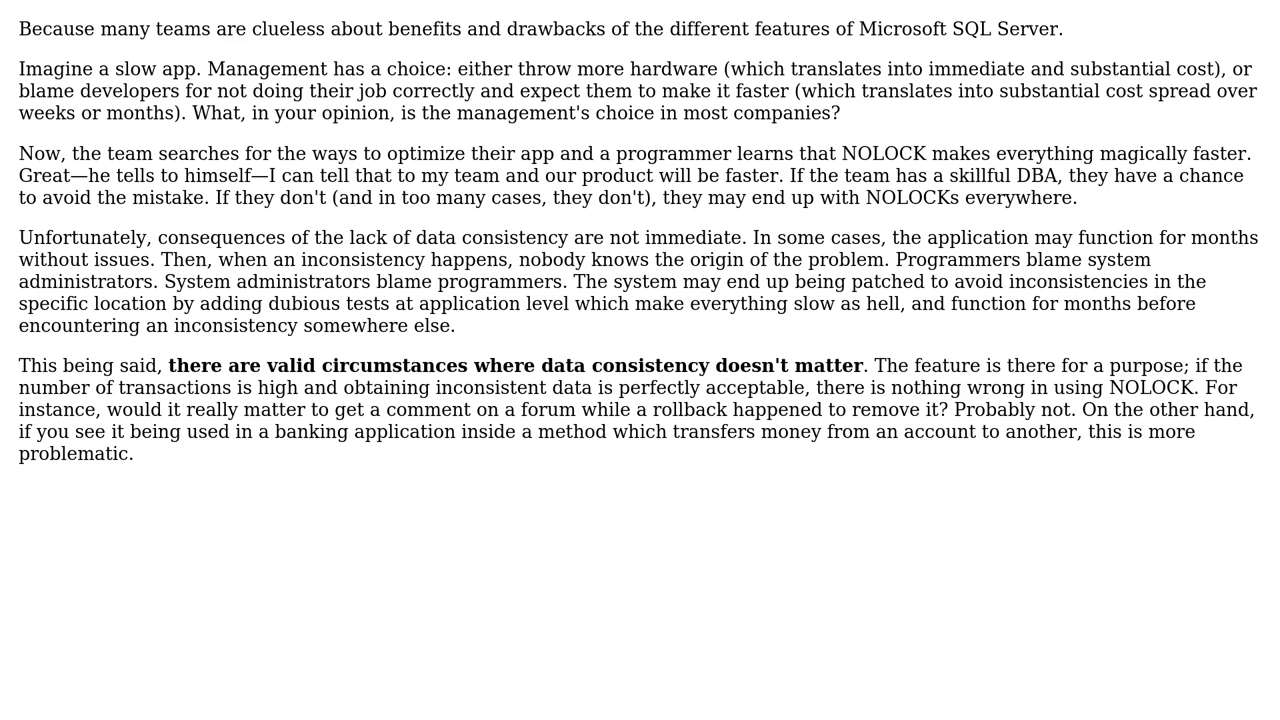 Because many teams are clueless about benefits and drawbacks of the different features of Microsoft SQL Server.
Imagine a slow app. Management has a choice: either throw more hardware (which translates into immediate and substantial cost), or
blame developers for not doing their job correctly and expect them to make it faster (which translates into substantial cost spread over
weeks or months). What, in your opinion, is the management's choice in most companies?
Now, the team searches for the ways to optimize their app and a programmer learns that NOLOCK makes everything magically faster.
Great—he tells to himself—I can tell that to my team and our product will be faster. If the team has a skillful DBA, they have a chance
to avoid the mistake. If they don't (and in too many cases, they don't), they may end up with NOLOCKs everywhere.
Unfortunately, consequences of the lack of data consistency are not immediate. In some cases, the application may function for months
without issues. Then, when an inconsistency happens, nobody knows the origin of the problem. Programmers blame system
administrators. System administrators blame programmers. The system may end up being patched to avoid inconsistencies in the
specific location by adding dubious tests at application level which make everything slow as hell, and function for months before
encountering an inconsistency somewhere else.
This being said, there are valid circumstances where data consistency doesn't matter. The feature is there for a purpose; if the
number of transactions is high and obtaining inconsistent data is perfectly acceptable, there is nothing wrong in using NOLOCK. For
instance, would it really matter to get a comment on a forum while a rollback happened to remove it? Probably not. On the other hand,
if you see it being used in a banking application inside a method which transfers money from an account to another, this is more
problematic.